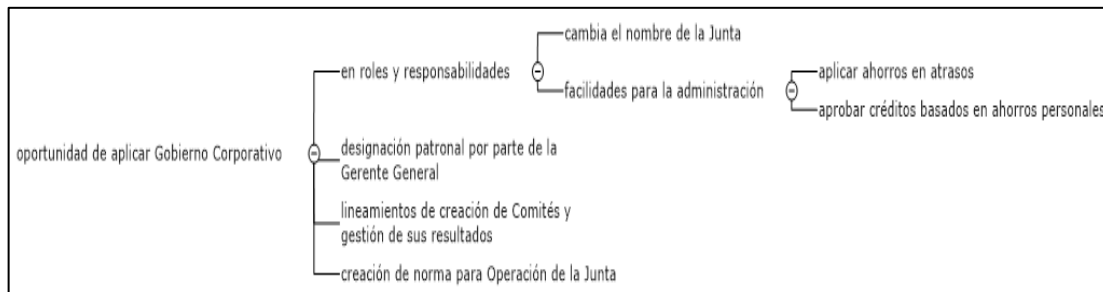 cambia el nombre de la Junta
en roles y responsabilidades
facilidades para la administración
aplicar ahorros en atrasos
aprobar créditos basados en ahorros personales
oportunidad de aplicar Gobierno Corporativo
designación patronal por parte de la
Gerente General
lineamientos de creación de Comités y
gestión de sus resultados
creación de norma para Operación de la Junta